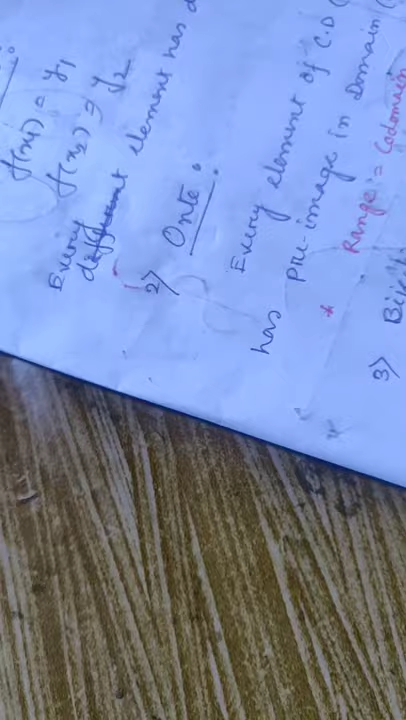 f(x1) = y1
f(x2) = y2
Every different element has
2) Onto :
Every element of C.D
has pre-image in Domain
* Range = Codomain
3)